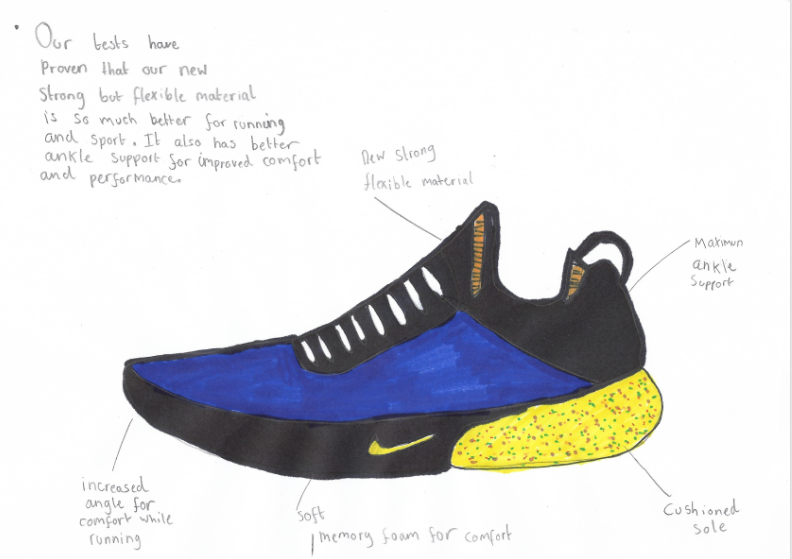 Our tests have
Proven that our new
Strong but flexible material
is so much better for running
and sport. It also has better
ankle support for improved comfort
and performance.
New strong
flexible material
Maximun
ankle
Support
increased
angle for
comfort while
running
Soft
memory foam for comfort
Cushioned
sole